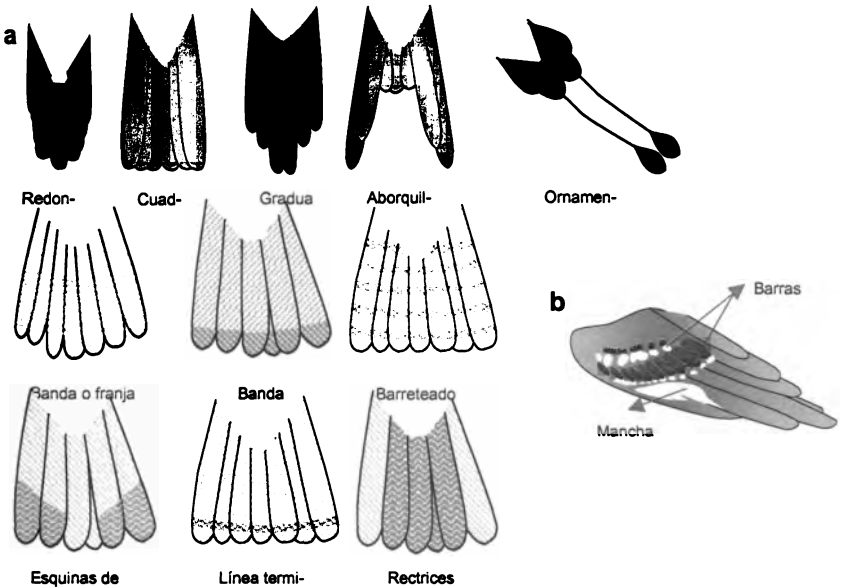 a
Redon-
Cuad-
Gradua
Aborquil-
Ornamen-
b
Barras
Mancha
Banda o franja
Banda
Barreteado
Esquinas de
Línea termi-
Rectrices